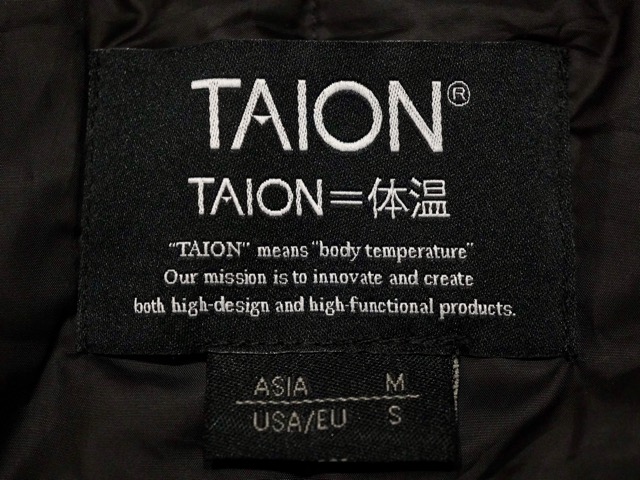 TAION®
TAION=体温
"TAION" means "body temperature"
Our mission is to innovate and create
both high-design and high-functional products.
ASIA M
USA/EU S